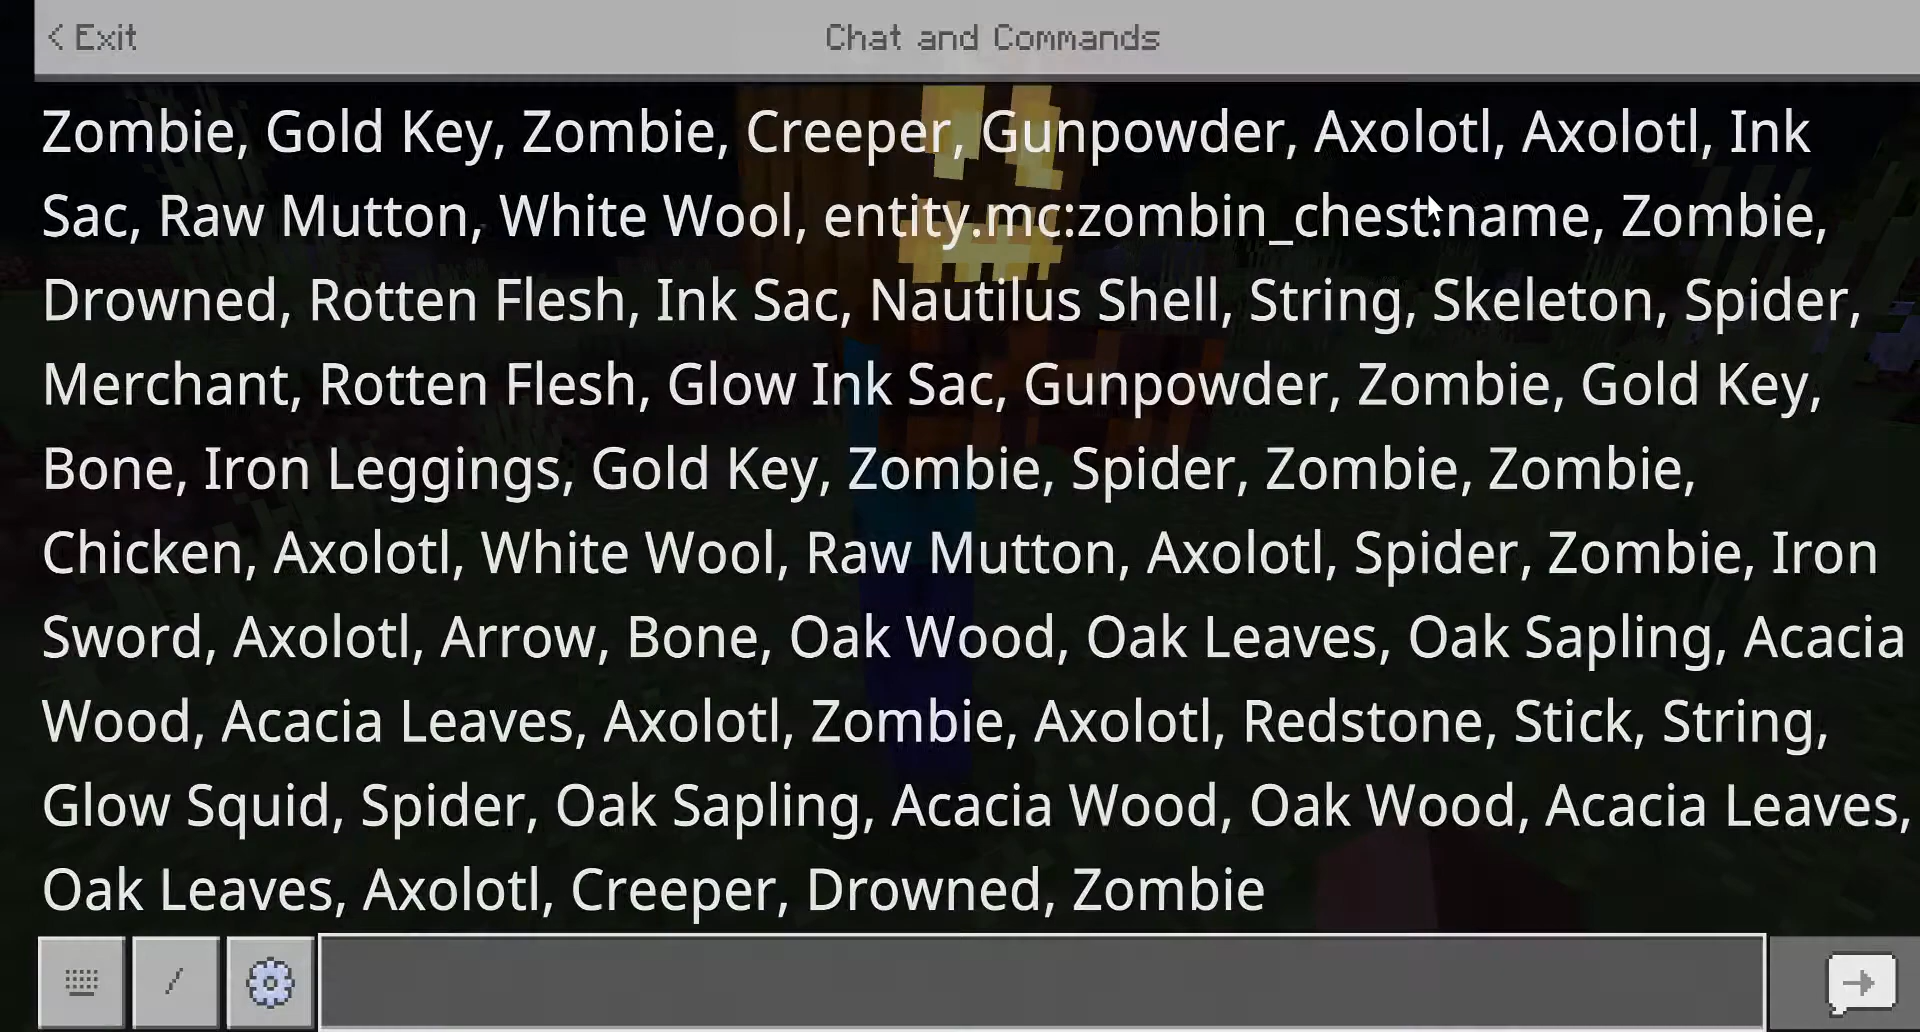 < Exit
Chat and Commands
Zombie, Gold Key, Zombie, Creeper, Gunpowder, Axolotl, Axolotl, Ink
Sac, Raw Mutton, White Wool, entity.mc:zombin_chest.name, Zombie,
Drowned, Rotten Flesh, Ink Sac, Nautilus Shell, String, Skeleton, Spider,
Merchant, Rotten Flesh, Glow Ink Sac, Gunpowder, Zombie, Gold Key,
Bone, Iron Leggings, Gold Key, Zombie, Spider, Zombie, Zombie,
Chicken, Axolotl, White Wool, Raw Mutton, Axolotl, Spider, Zombie, Iron
Sword, Axolotl, Arrow, Bone, Oak Wood, Oak Leaves, Oak Sapling, Acacia
Wood, Acacia Leaves, Axolotl, Zombie, Axolotl, Redstone, Stick, String,
Glow Squid, Spider, Oak Sapling, Acacia Wood, Oak Wood, Acacia Leaves,
Oak Leaves, Axolotl, Creeper, Drowned, Zombie
/